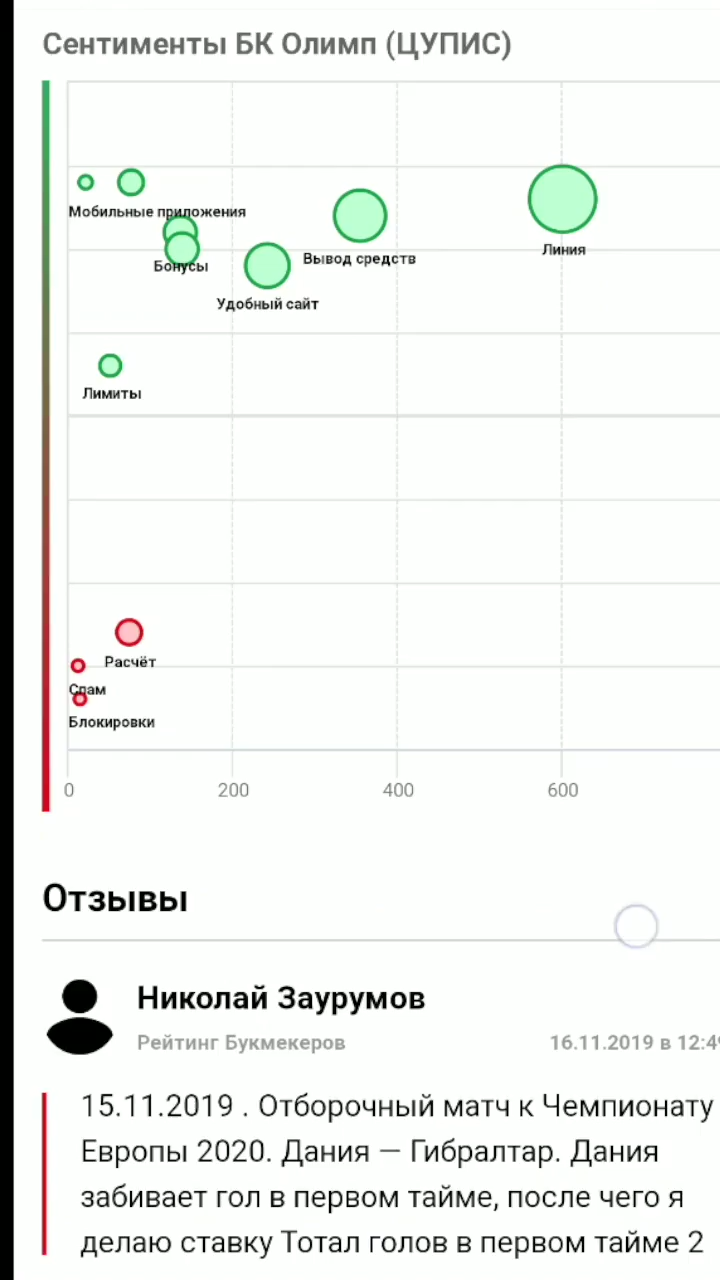 Сентименты БК Олимп (ЦУПИС)
Мобильные приложения
Бонусы
Вывод средств
Линия
Удобный сайт
Лимиты
Расчёт
Спам
Блокировки
0
200
400
600
Отзывы
Николай Заурумов
Рейтинг Букмекеров
16.11.2019 в 12:49
15.11.2019 . Отборочный матч к Чемпионату
Европы 2020. Дания — Гибралтар. Дания
забивает гол в первом тайме, после чего я
делаю ставку Тотал голов в первом тайме 2